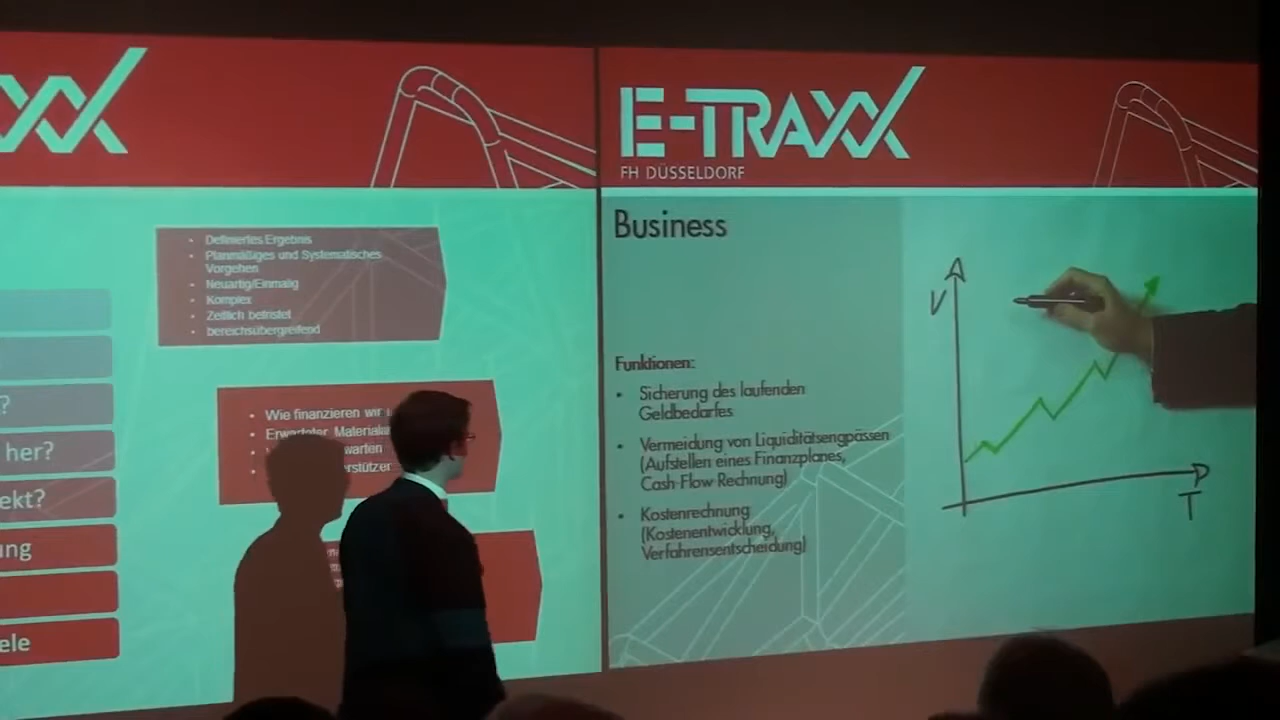 E-TRAXX
FH DÜSSELDORF
• Definiertes Ergebnis
• Planmäßiges und Systematisches
Vorgehen
• Neuartig/Einmalig
• Komplex
• Zeitlich befristet
• bereichsübergreifend
?
her?
ekt?
ung
ele
• Wie finanzieren wir
• Erwarteter
warten
Business
Funktionen:
• Sicherung des laufenden
Geldbedarfes
• Vermeidung von Liquiditätsengpässen
(Aufstellen eines Finanzplanes,
Cash-Flow-Rechnung)
• Kostenrechnung
(Kostenentwicklung,
Verfahrensentscheidung)
V
T